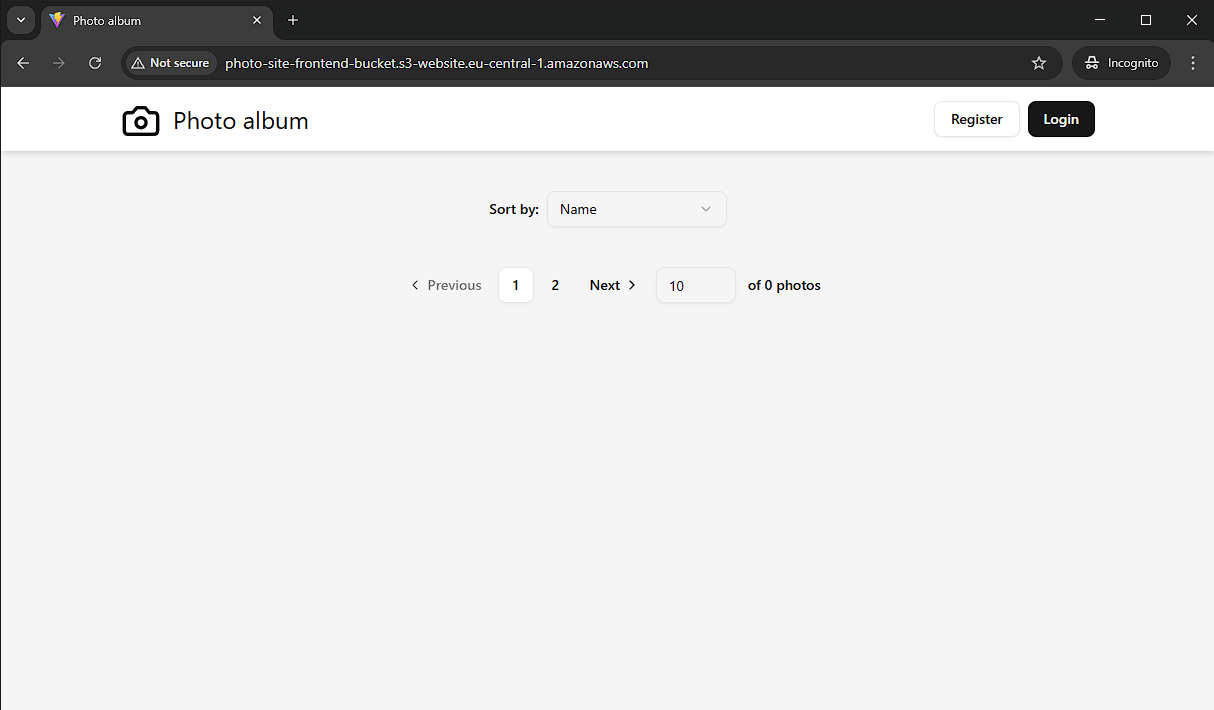 Photo album
Not secure
photo-site-frontend-bucket.s3-website.eu-central-1.amazonaws.com
Incognito
Photo album
Register
Login
Sort by:
Name
Previous
1
2
Next
10
of 0 photos